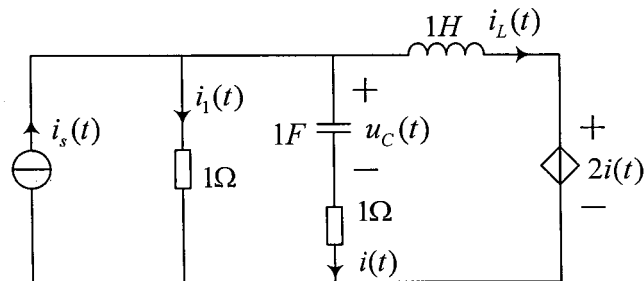 1H
i_L(t)
i_s(t)
i_1(t)
1Ω
+
1F
u_C(t)
−
1Ω
i(t)
+
2i(t)
−